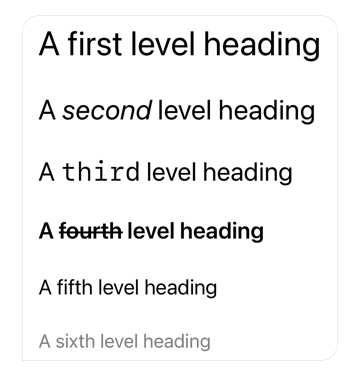 A first level heading
A second level heading
A third level heading
A fourth level heading
A fifth level heading
A sixth level heading